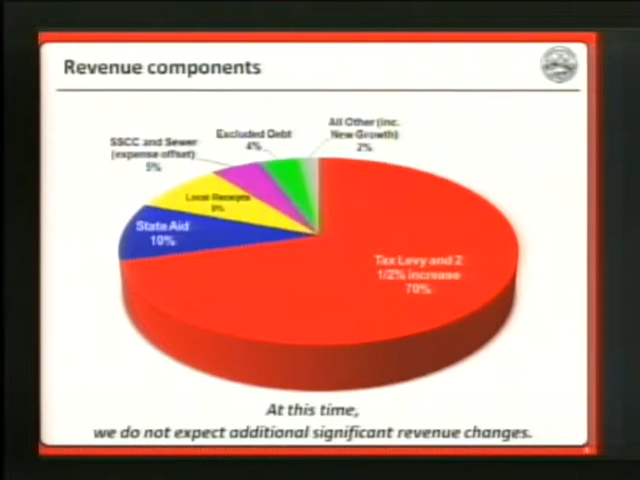 Revenue components
All Other (inc.
New Growth)
2%
Excluded Debt
4%
SSCC and Sewer
(expense offset)
5%
Local Receipts
State Aid
10%
Tax Levy and 2
1/2% increase
70%
At this time,
we do not expect additional significant revenue changes.